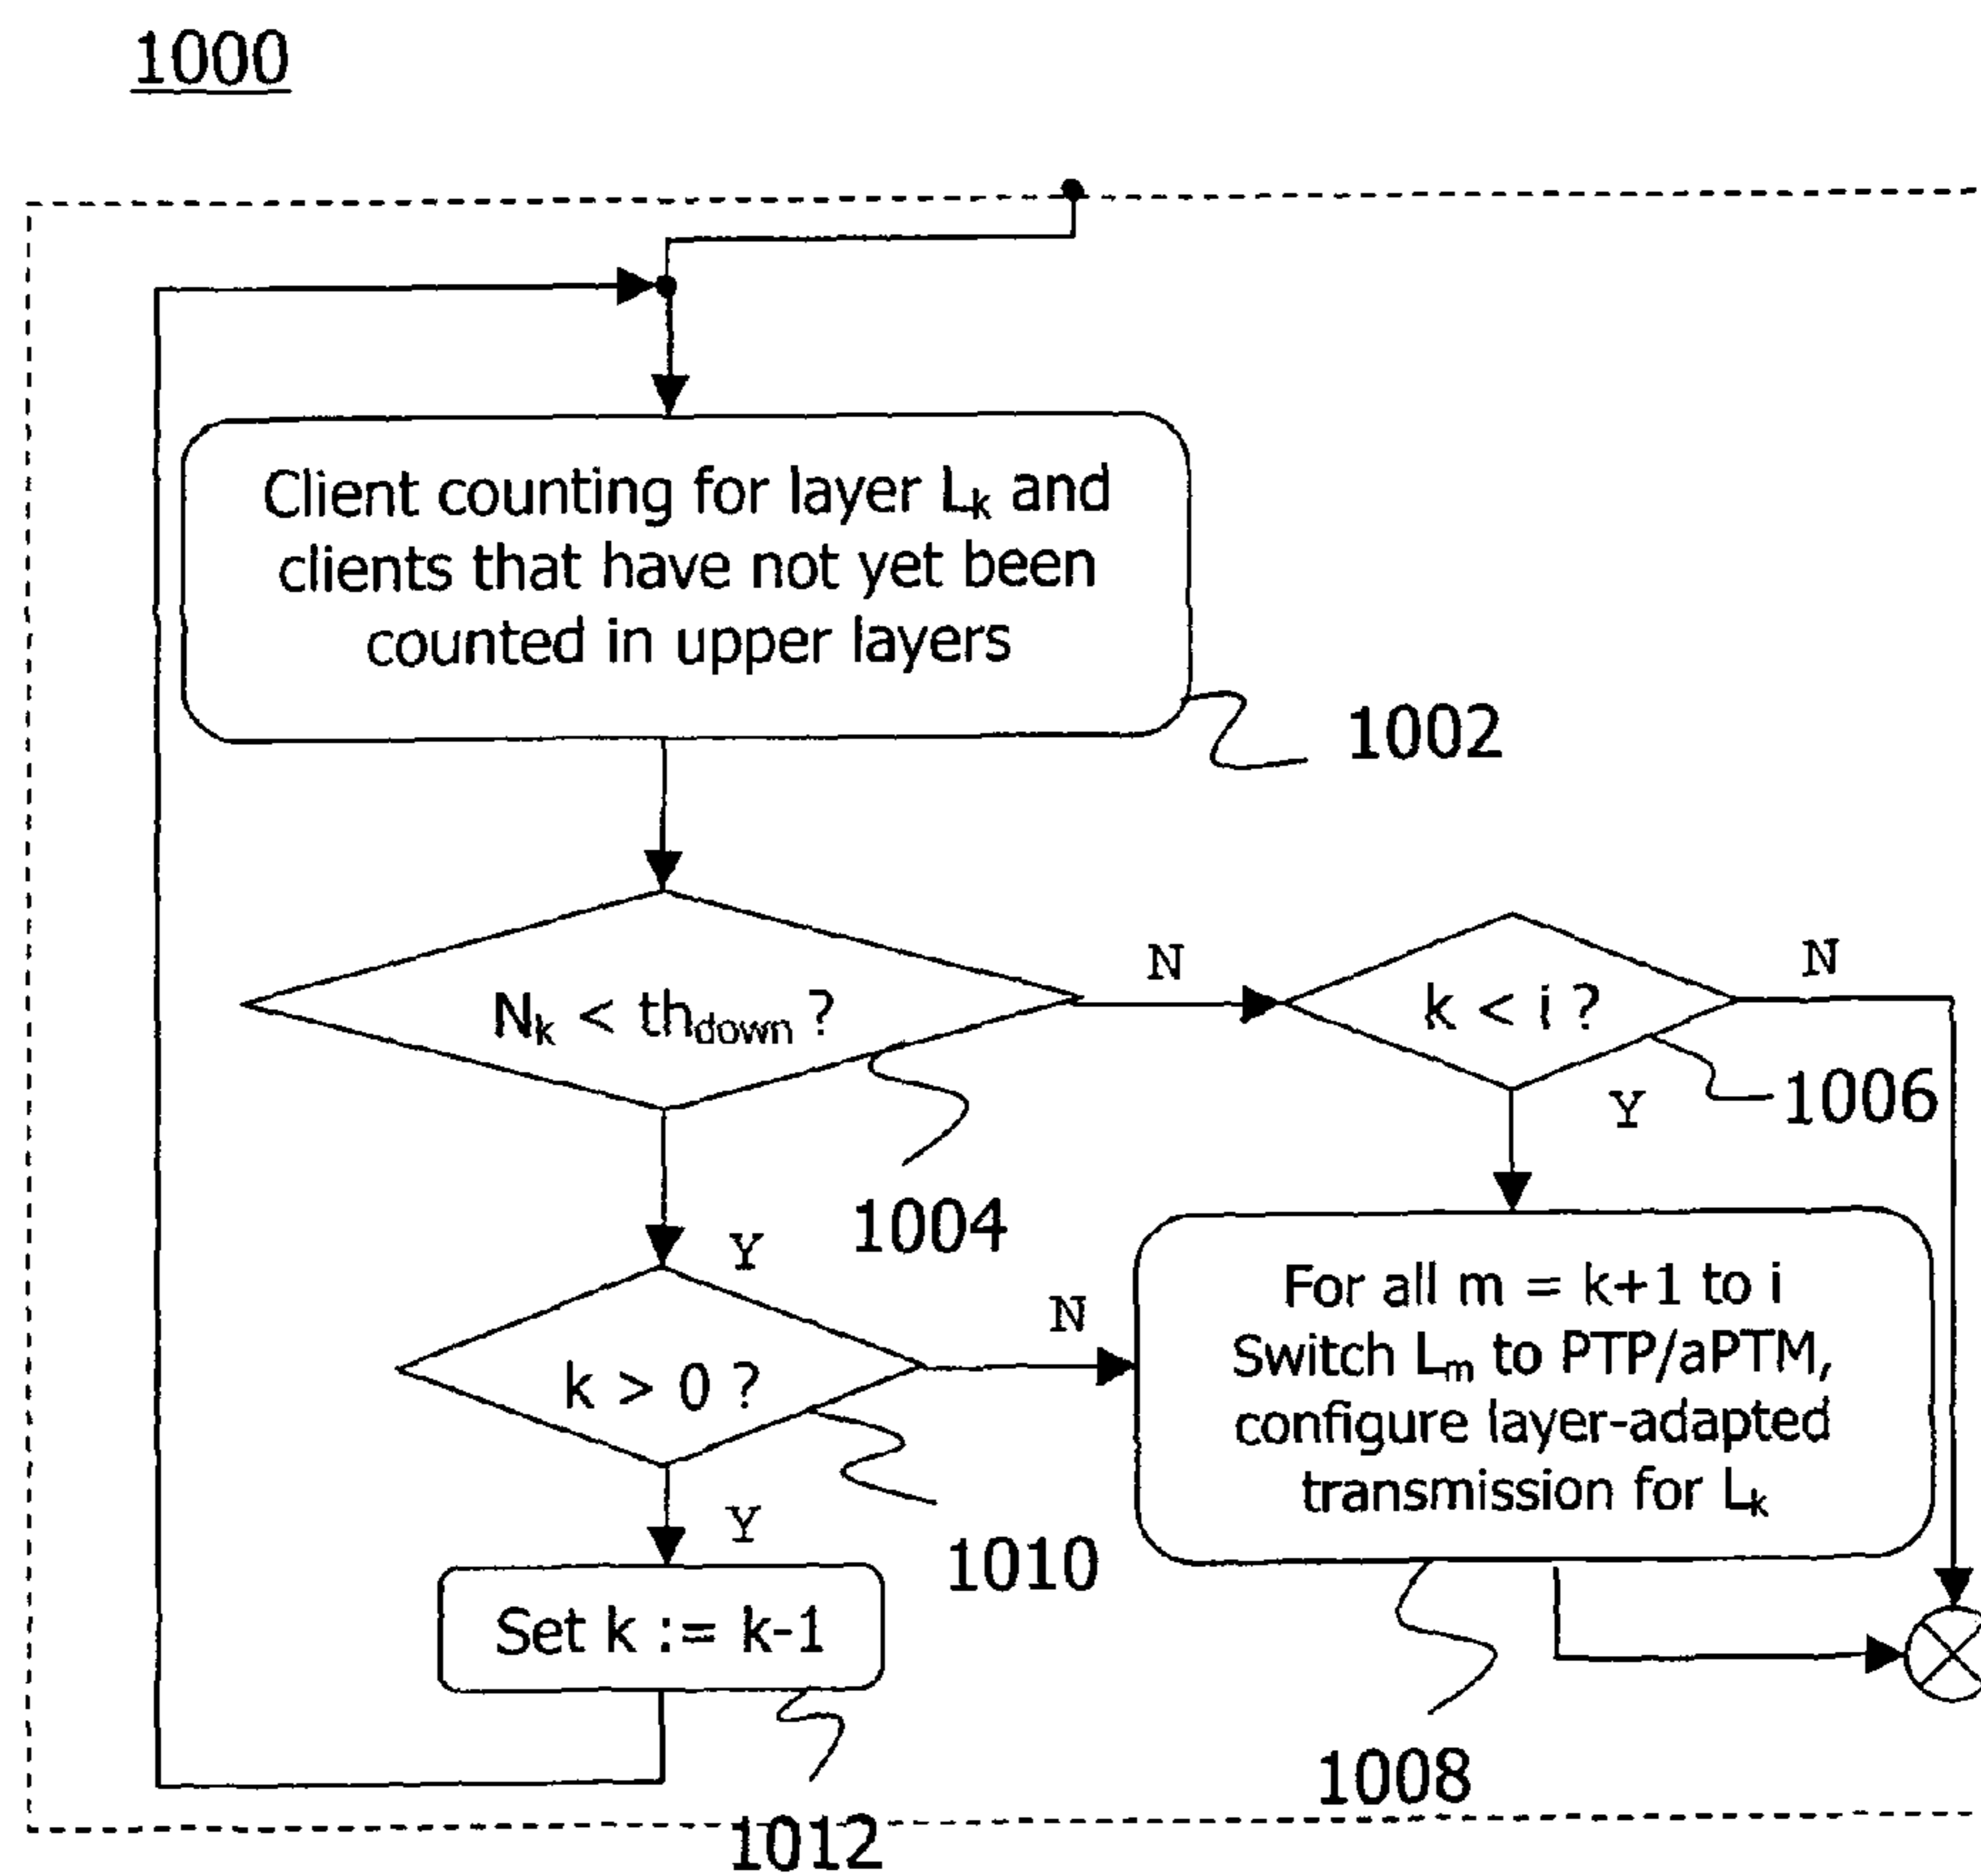 1000
Client counting for layer Lk and
clients that have not yet been
counted in upper layers
1002
Nk < thdown ?
N
k < i ?
N
1006
Y
1004
Y
k > 0 ?
N
For all m = k+1 to i
Switch Lm to PTP/aPTM,
configure layer-adapted
transmission for Lk
1010
Y
Set k := k-1
1008
1012